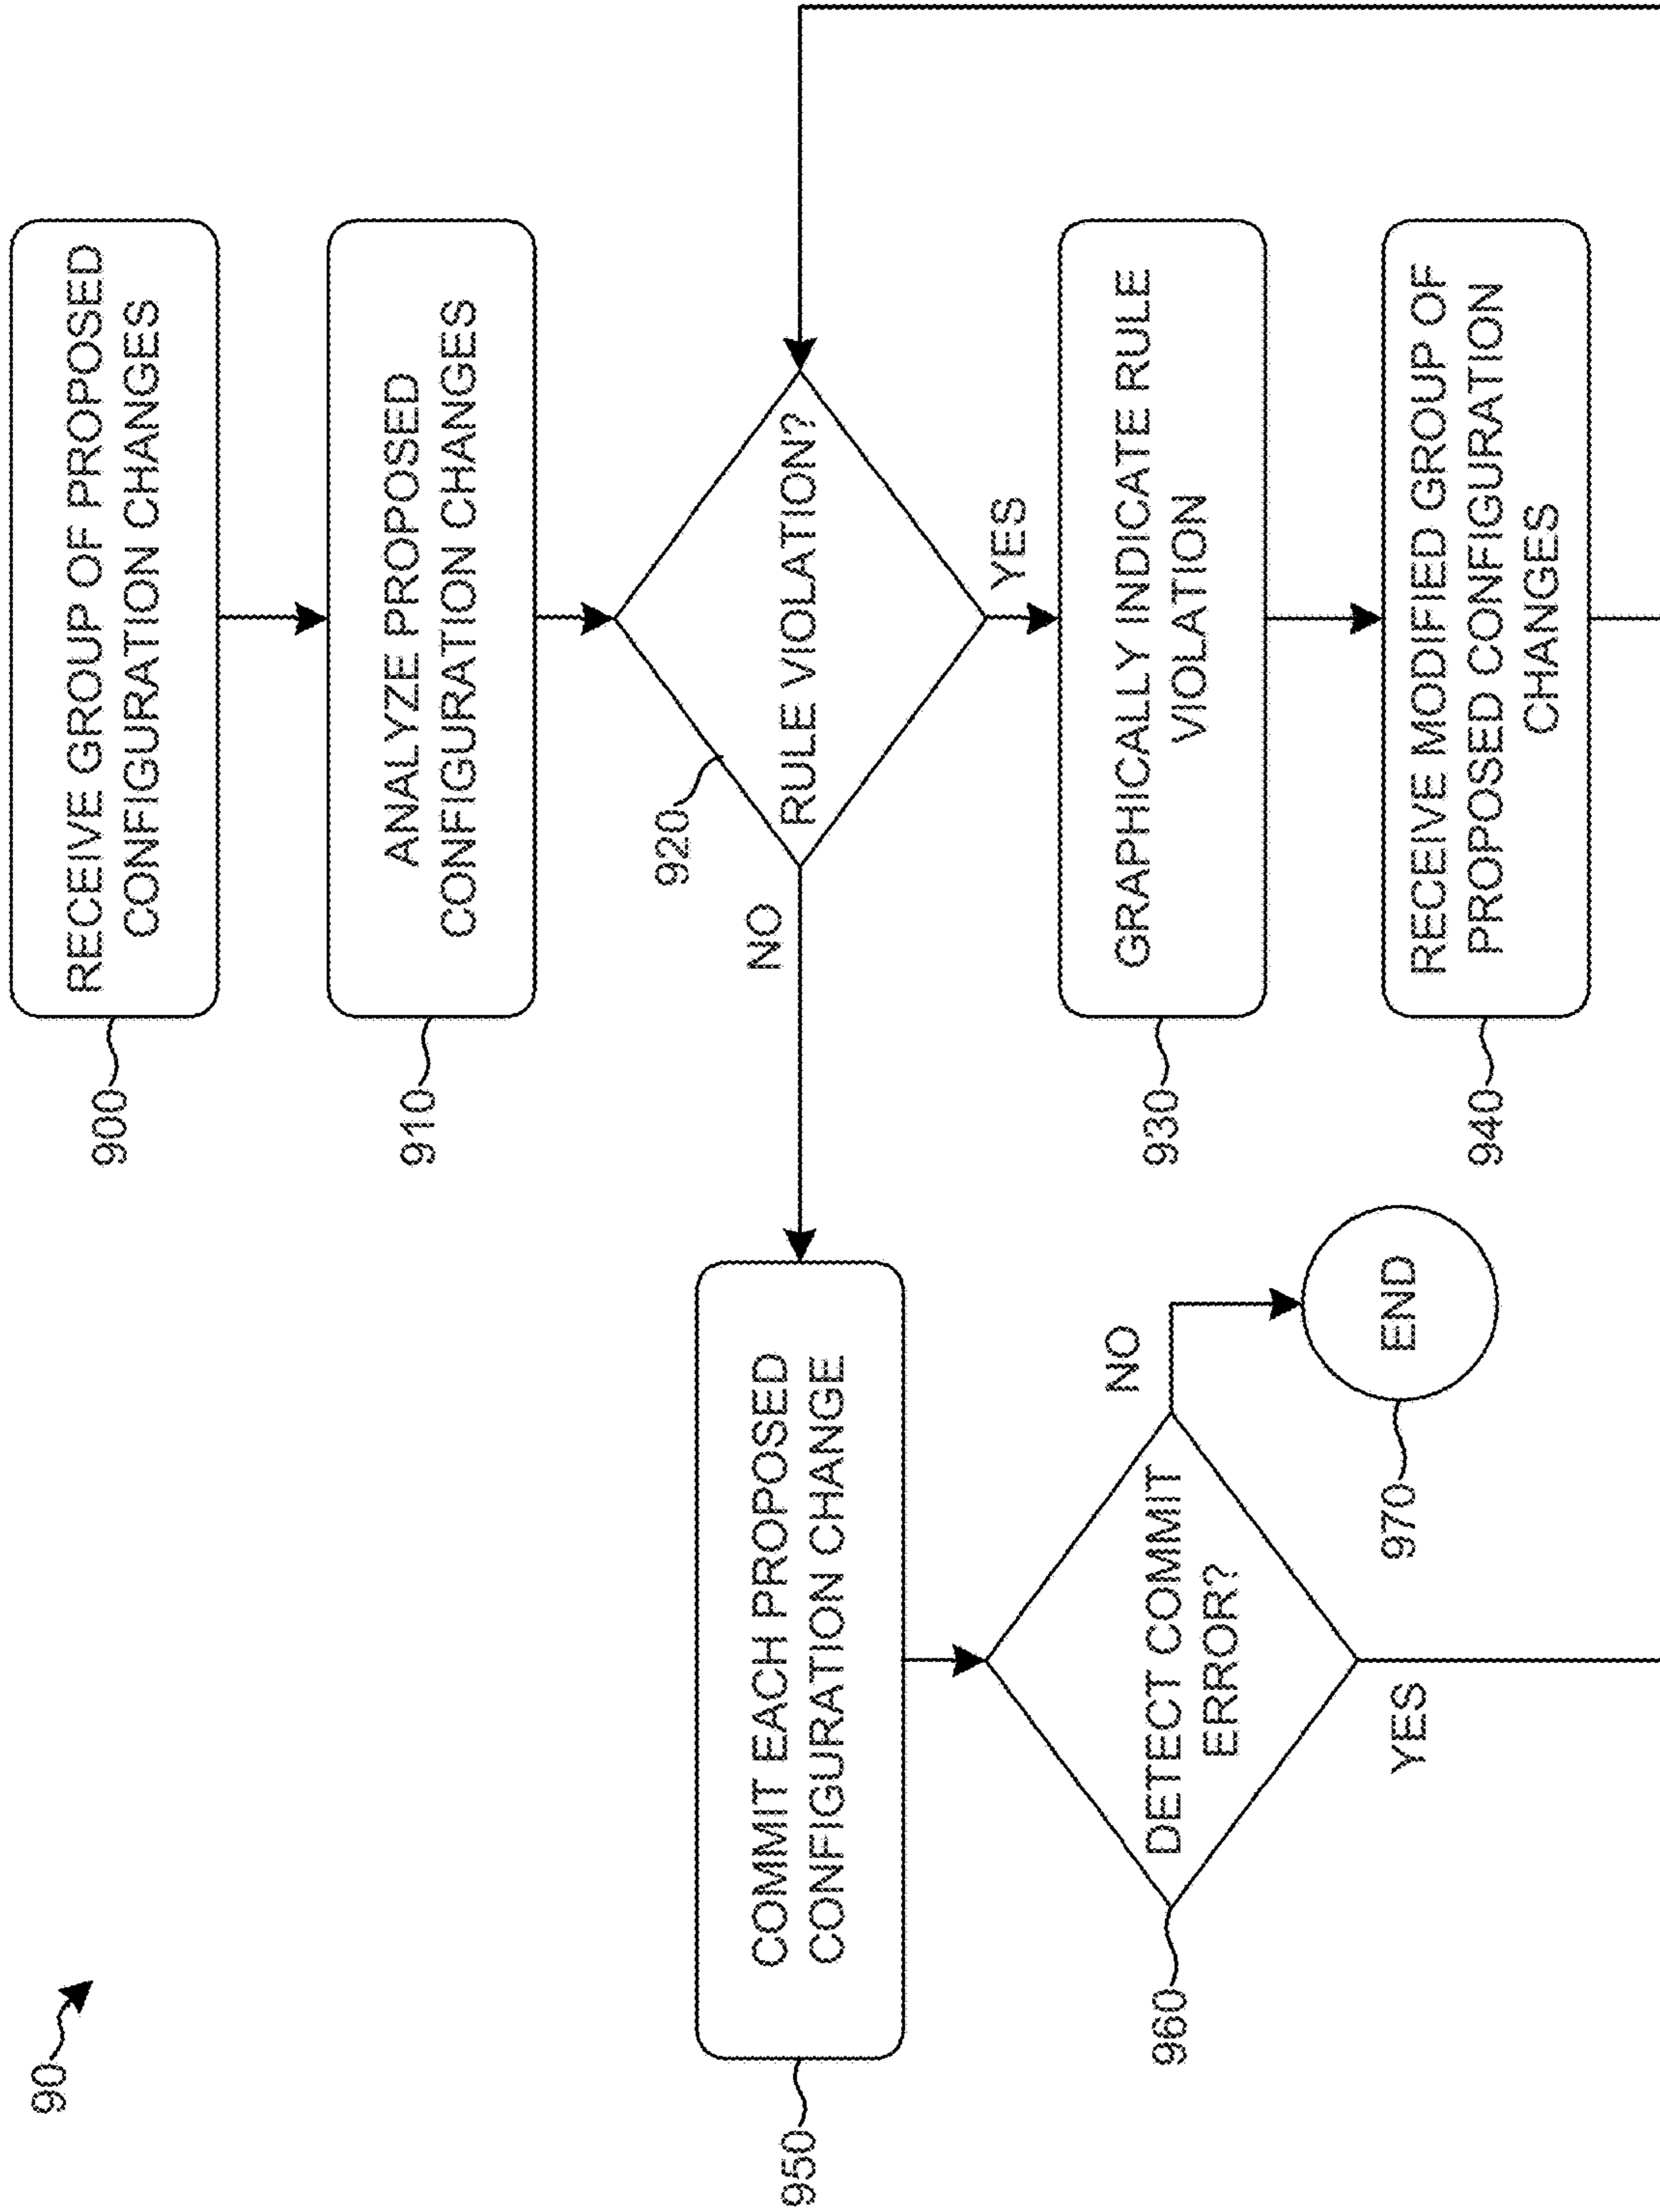 90
900
RECEIVE GROUP OF PROPOSED
CONFIGURATION CHANGES
910
ANALYZE PROPOSED
CONFIGURATION CHANGES
920
RULE VIOLATION?
NO
YES
930
GRAPHICALLY INDICATE RULE
VIOLATION
940
RECEIVE MODIFIED GROUP OF
PROPOSED CONFIGURATION
CHANGES
950
COMMIT EACH PROPOSED
CONFIGURATION CHANGE
960
DETECT COMMIT
ERROR?
NO
YES
970
END